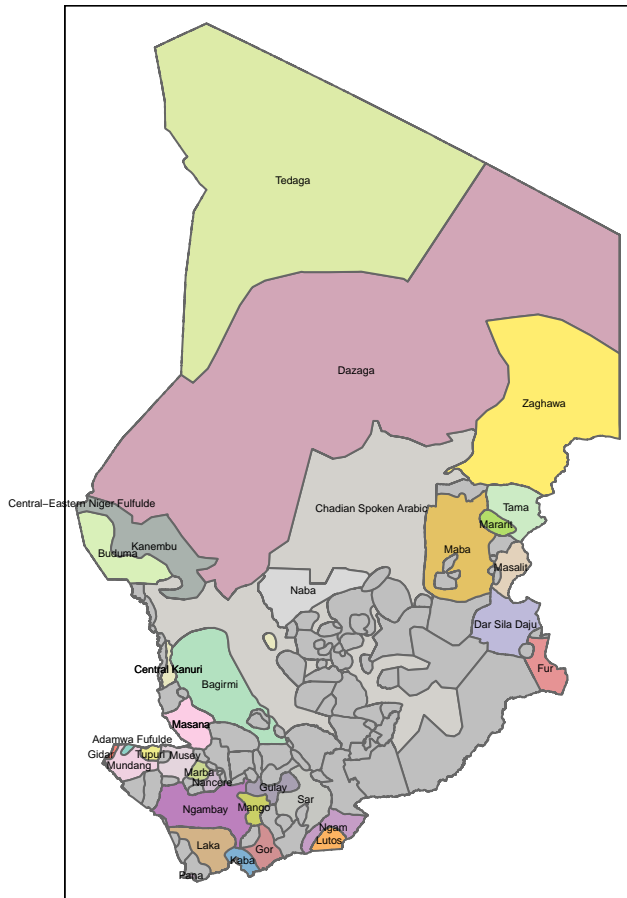 Tedaga
Dazaga
Zaghawa
Central–Eastern Niger Fulfulde
Chadian Spoken Arabic
Tama
Mararit
Kanembu
Buduma
Maba
Masalit
Naba
Dar Sila Daju
Central Kanuri
Fur
Bagirmi
Masana
Adamwa Fufulde
Gidar
Tupuri
Musey
Mundang
Marba
Nancere
Gulay
Sar
Ngambay
Mango
Ngam
Lutos
Laka
Gor
Kaba
Pana